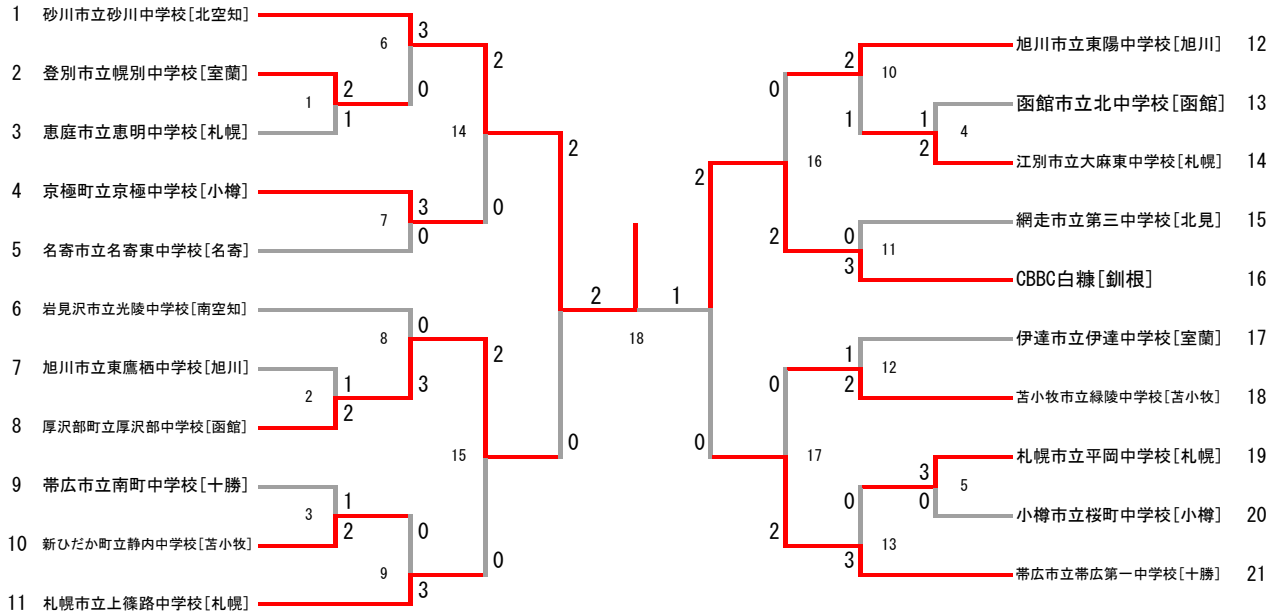 1 砂川市立砂川中学校[北空知]
2 登別市立幌別中学校[室蘭]
3 恵庭市立恵明中学校[札幌]
4 京極町立京極中学校[小樽]
5 名寄市立名寄東中学校[名寄]
6 岩見沢市立光陵中学校[南空知]
7 旭川市立東鷹栖中学校[旭川]
8 厚沢部町立厚沢部中学校[函館]
9 帯広市立南町中学校[十勝]
10 新ひだか町立静内中学校[苫小牧]
11 札幌市立上篠路中学校[札幌]
6
3
0
1
2
1
14
2
0
7
3
0
8
0
3
2
1
2
15
2
0
3
1
2
9
0
3
2
0
2
18
1
2
0
16
0
2
10
2
1
4
1
2
11
0
3
17
0
2
12
1
2
5
3
0
13
0
3
旭川市立東陽中学校[旭川] 12
函館市立北中学校[函館] 13
江別市立大麻東中学校[札幌] 14
網走市立第三中学校[北見] 15
CBBC白糠[釧根] 16
伊達市立伊達中学校[室蘭] 17
苫小牧市立緑陵中学校[苫小牧] 18
札幌市立平岡中学校[札幌] 19
小樽市立桜町中学校[小樽] 20
帯広市立帯広第一中学校[十勝] 21